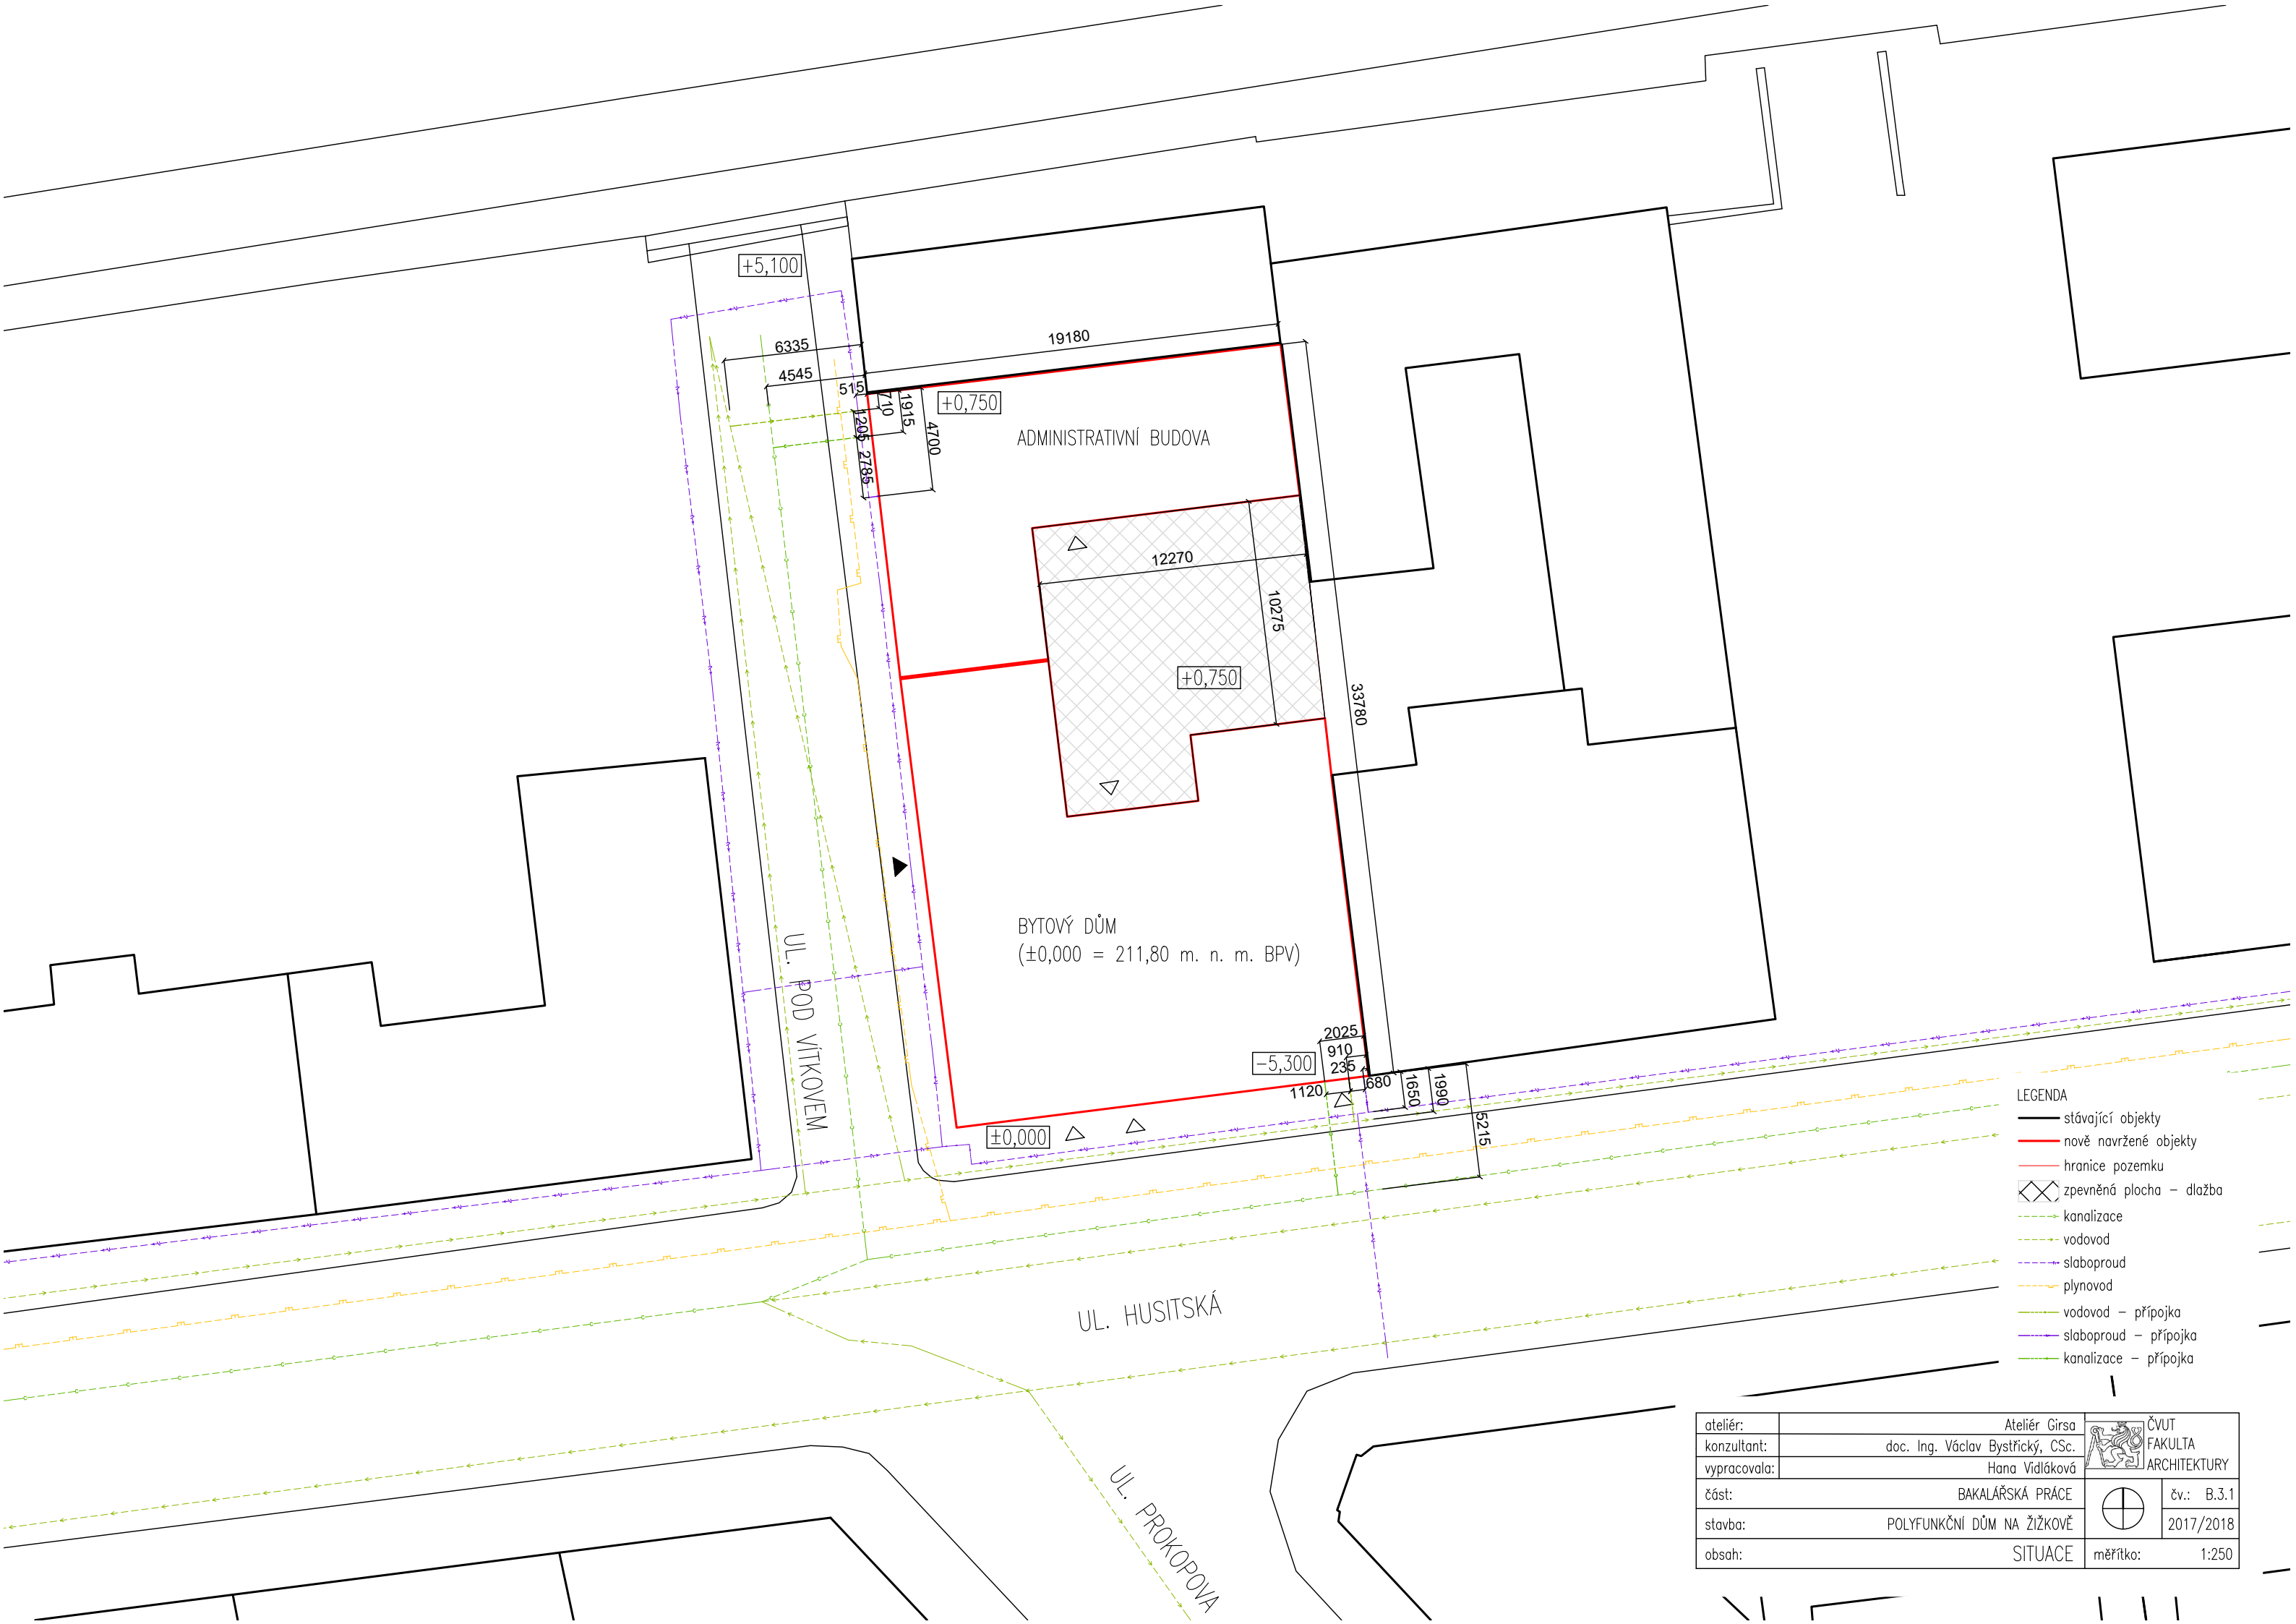 +5,100
19180
6335
4545
515
710
1915
+0,750
1205
4700
2785
ADMINISTRATIVNÍ BUDOVA
12270
10275
+0,750
33780
BYTOVÝ DŮM
(±0,000 = 211,80 m. n. m. BPV)
UL. POD VÍTKOVEM
2025
910
-5,300
235
680
1120
1650
1990
5215
±0,000
UL. HUSITSKÁ
UL. PROKOPOVA
LEGENDA
stávající objekty
nově navržené objekty
hranice pozemku
zpevněná plocha - dlažba
kanalizace
vodovod
slaboproud
plynovod
vodovod - přípojka
slaboproud - přípojka
kanalizace - přípojka
ateliér: Ateliér Girsa
konzultant: doc. Ing. Václav Bystřický, CSc.
vypracovala: Hana Vidláková
ČVUT
FAKULTA
ARCHITEKTURY
část: BAKALÁŘSKÁ PRÁCE
čv.: B.3.1
stavba: POLYFUNKČNÍ DŮM NA ŽIŽKOVĚ
2017/2018
obsah: SITUACE
měřítko: 1:250